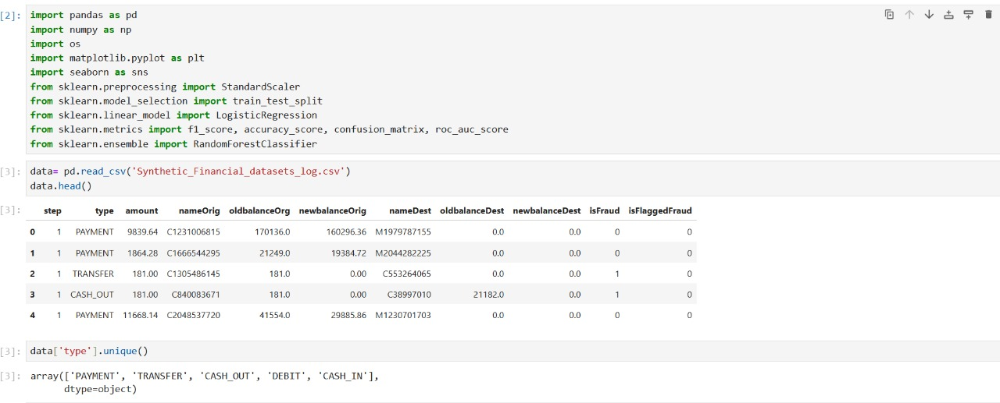 [2]: import pandas as pd
import numpy as np
import os
import matplotlib.pyplot as plt
import seaborn as sns
from sklearn.preprocessing import StandardScaler
from sklearn.model_selection import train_test_split
from sklearn.linear_model import LogisticRegression
from sklearn.metrics import f1_score, accuracy_score, confusion_matrix, roc_auc_score
from sklearn.ensemble import RandomForestClassifier
[3]: data= pd.read_csv('Synthetic_Financial_datasets_log.csv')
data.head()
[3]: step type amount nameOrig oldbalanceOrg newbalanceOrig nameDest oldbalanceDest newbalanceDest isFraud isFlaggedFraud
0 1 PAYMENT 9839.64 C1231006815 170136.0 160296.36 M1979787155 0.0 0.0 0 0
1 1 PAYMENT 1864.28 C1666544295 21249.0 19384.72 M2044282225 0.0 0.0 0 0
2 1 TRANSFER 181.00 C1305486145 181.0 0.00 C553264065 0.0 0.0 1 0
3 1 CASH_OUT 181.00 C840083671 181.0 0.00 C38997010 21182.0 0.0 1 0
4 1 PAYMENT 11668.14 C2048537720 41554.0 29885.86 M1230701703 0.0 0.0 0 0
[3]: data['type'].unique()
[3]: array(['PAYMENT', 'TRANSFER', 'CASH_OUT', 'DEBIT', 'CASH_IN'],
dtype=object)